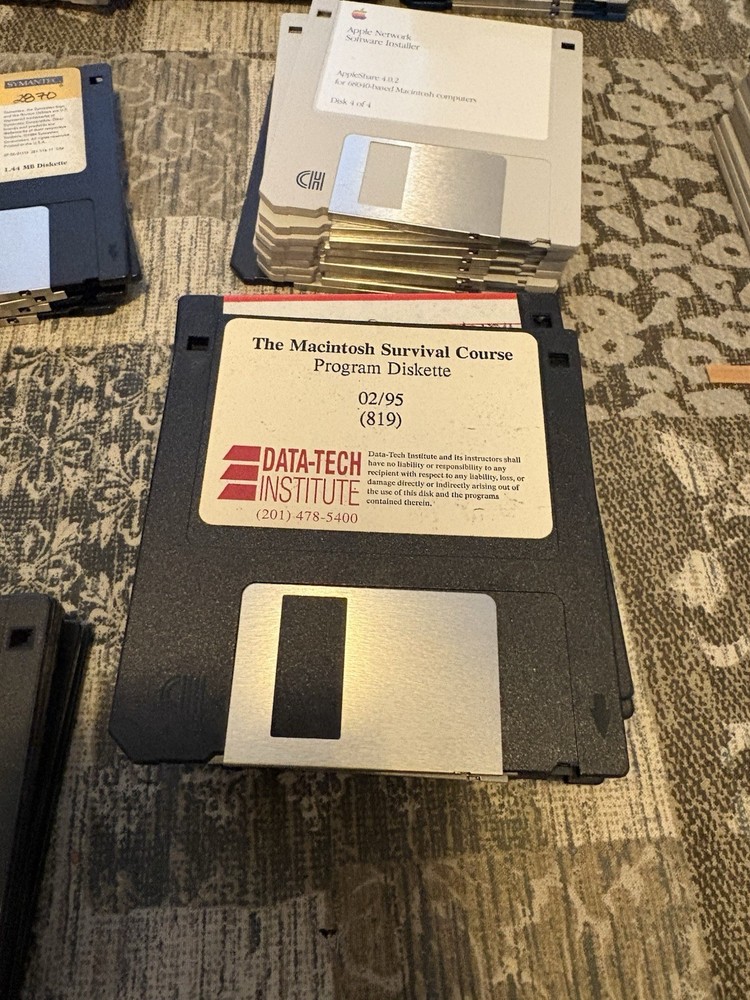 SYMANTEC
2870
1.44 MB Diskette
Apple Network
Software Installer
AppleShare 4.0.2
for 68040-based Macintosh computers
Disk 4 of 4
The Macintosh Survival Course
Program Diskette
02/95
(819)
DATA-TECH
INSTITUTE
(201) 478-5400
Data-Tech Institute and its instructors shall
have no liability or responsibility to any
recipient with respect to any liability, loss, or
damage directly or indirectly arising out of
the use of this disk and the programs
contained therein.